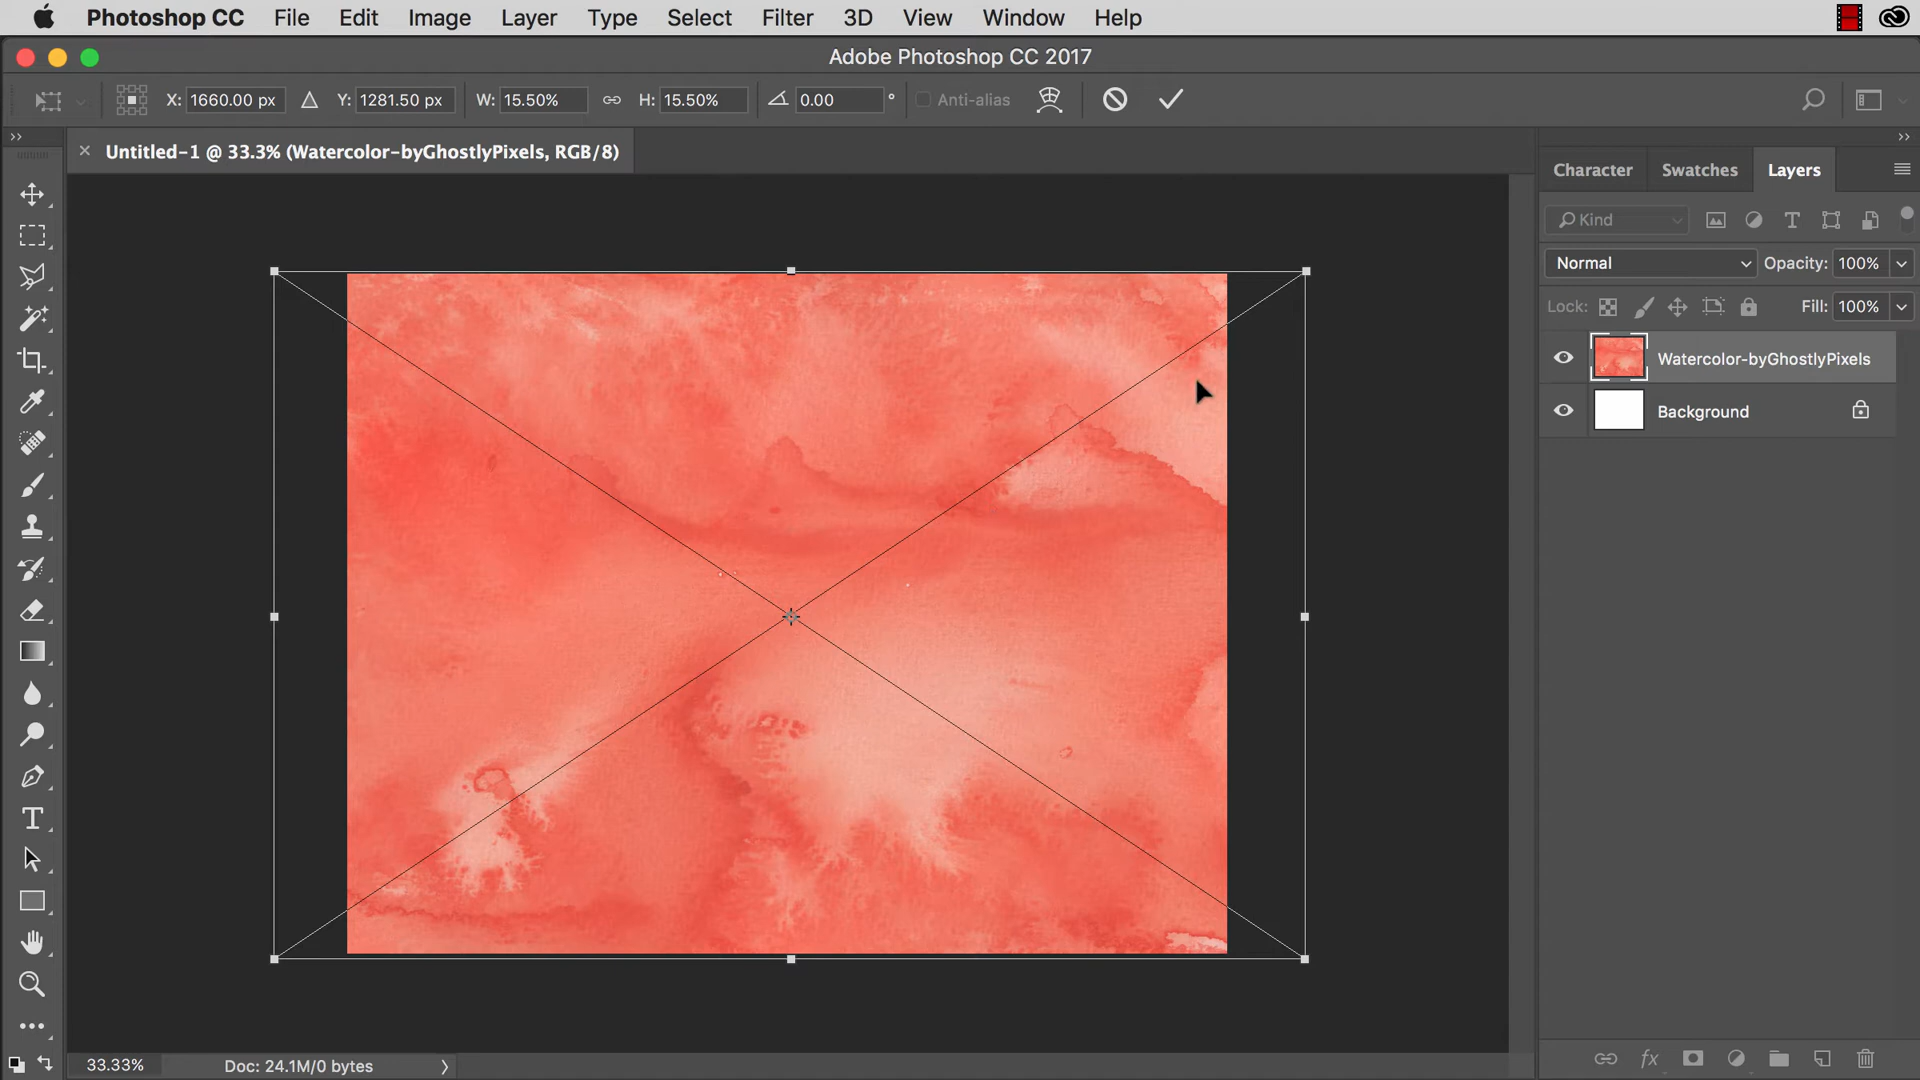 Photoshop CC File Edit Image Layer Type Select Filter 3D View Window Help
Adobe Photoshop CC 2017
X: 1660.00 px Y: 1281.50 px W: 15.50% H: 15.50% 0.00 ° Anti-alias
Untitled-1 @ 33.3% (Watercolor-byGhostlyPixels, RGB/8)
Character Swatches Layers
Kind
Normal Opacity: 100%
Lock: Fill: 100%
Watercolor-byGhostlyPixels
Background
33.33% Doc: 24.1M/0 bytes
fx